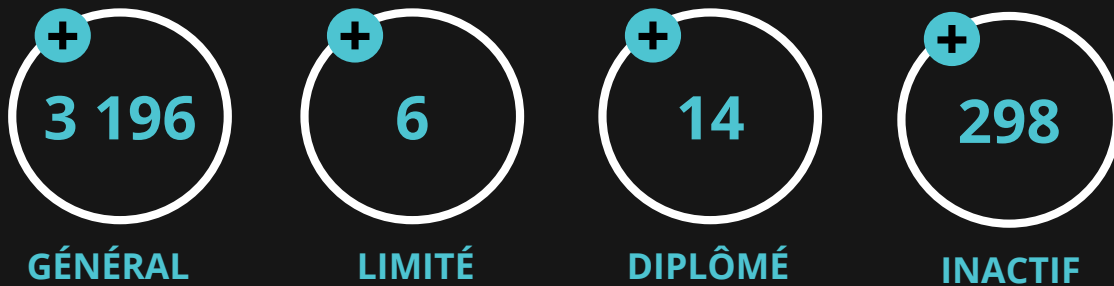 + + + +
3 196 6 14 298
GÉNÉRAL LIMITÉ DIPLÔMÉ INACTIF